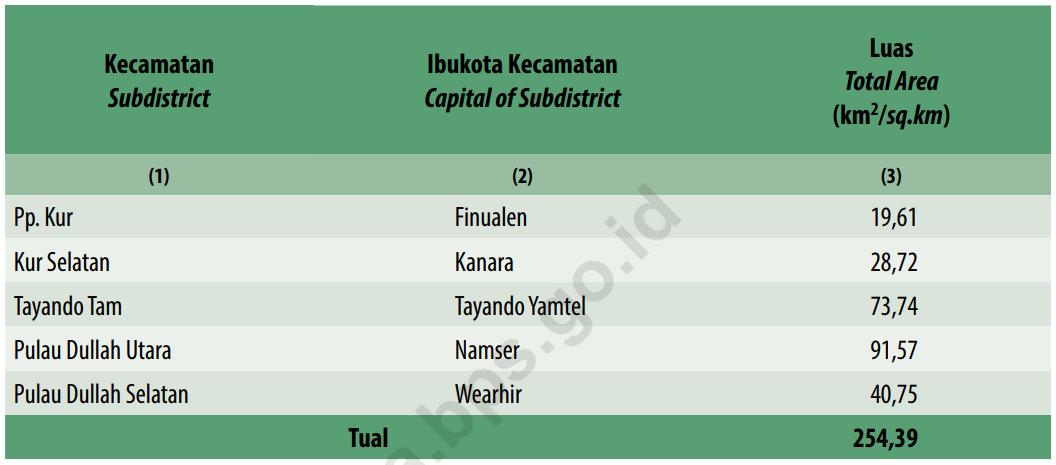 Kecamatan
Subdistrict
Ibukota Kecamatan
Capital of Subdistrict
Luas
Total Area
(km²/sq.km)
(1) (2) (3)
Pp. Kur Finualen 19,61
Kur Selatan Kanara 28,72
Tayando Tam Tayando Yamtel 73,74
Pulau Dullah Utara Namser 91,57
Pulau Dullah Selatan Wearhir 40,75
Tual 254,39
a.bps.go.id